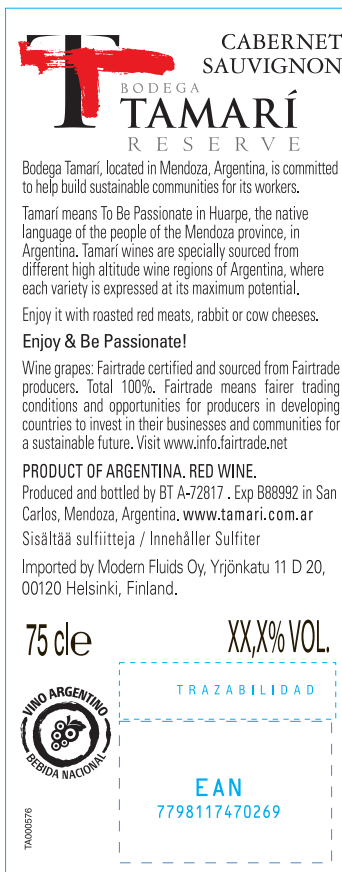 CABERNET
SAUVIGNON
T
BODEGA
TAMARÍ
RESERVE
Bodega Tamarí, located in Mendoza, Argentina, is committed
to help build sustainable communities for its workers.
Tamarí means To Be Passionate in Huarpe, the native
language of the people of the Mendoza province, in
Argentina. Tamarí wines are specially sourced from
different high altitude wine regions of Argentina, where
each variety is expressed at its maximum potential.
Enjoy it with roasted red meats, rabbit or cow cheeses.
Enjoy & Be Passionate!
Wine grapes: Fairtrade certified and sourced from Fairtrade
producers. Total 100%. Fairtrade means fairer trading
conditions and opportunities for producers in developing
countries to invest in their businesses and communities for
a sustainable future. Visit www.info.fairtrade.net
PRODUCT OF ARGENTINA. RED WINE.
Produced and bottled by BT A-72817 . Exp B88992 in San
Carlos, Mendoza, Argentina. www.tamari.com.ar
Sisältää sulfiitteja / Innehåller Sulfiter
Imported by Modern Fluids Oy, Yrjönkatu 11 D 20,
00120 Helsinki, Finland.
75 cl℮
XX,X% VOL.
TRAZABILIDAD
VINO ARGENTINO
BEBIDA NACIONAL
EAN
7798117470269
TA000576